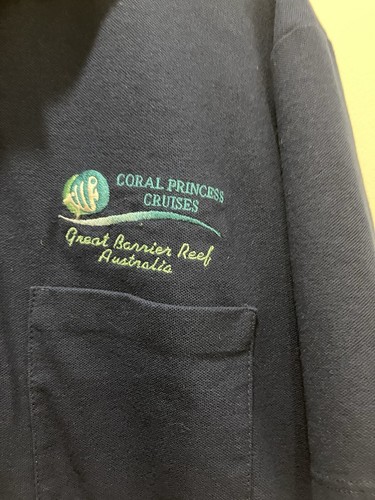 CORAL PRINCESS
CRUISES
Great Barrier Reef
Australia